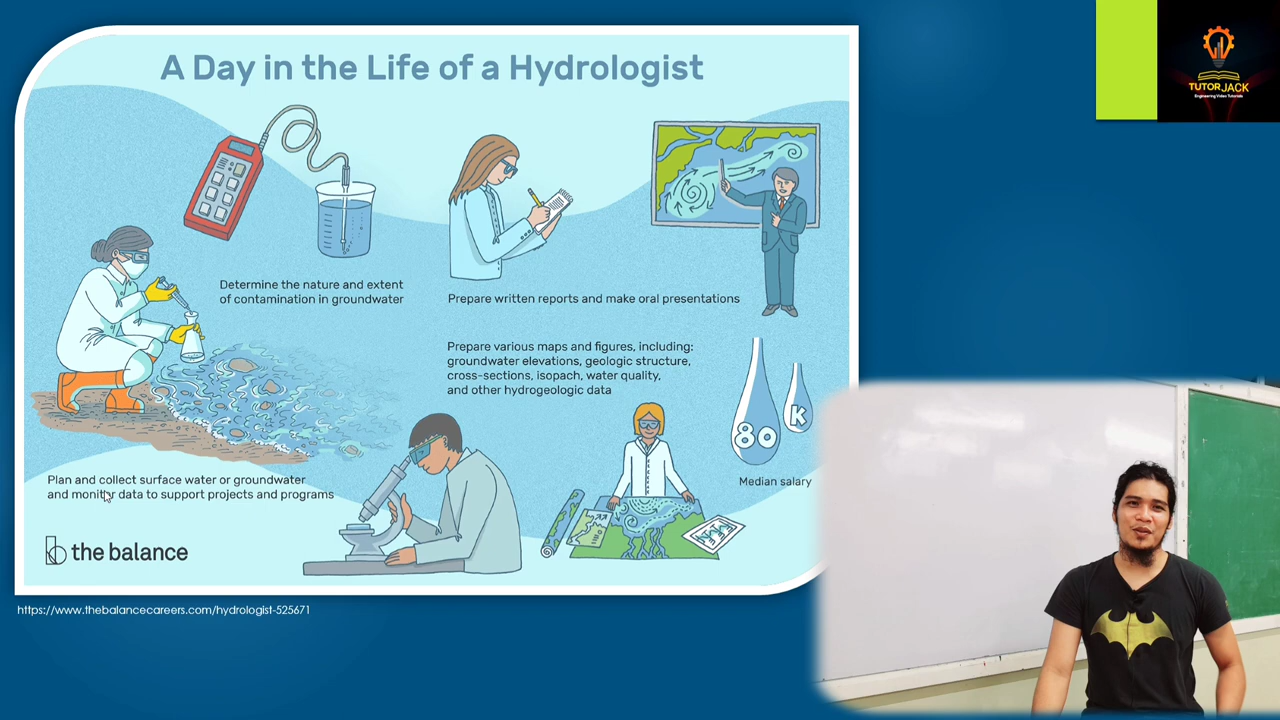 A Day in the Life of a Hydrologist
TUTORJACK
Engineering Video Tutorials
Determine the nature and extent
of contamination in groundwater
Prepare written reports and make oral presentations
Prepare various maps and figures, including:
groundwater elevations, geologic structure,
cross-sections, isopach, water quality,
and other hydrogeologic data
80
K
Median salary
Plan and collect surface water or groundwater
and monitor data to support projects and programs
the balance
https://www.thebalancecareers.com/hydrologist-525671